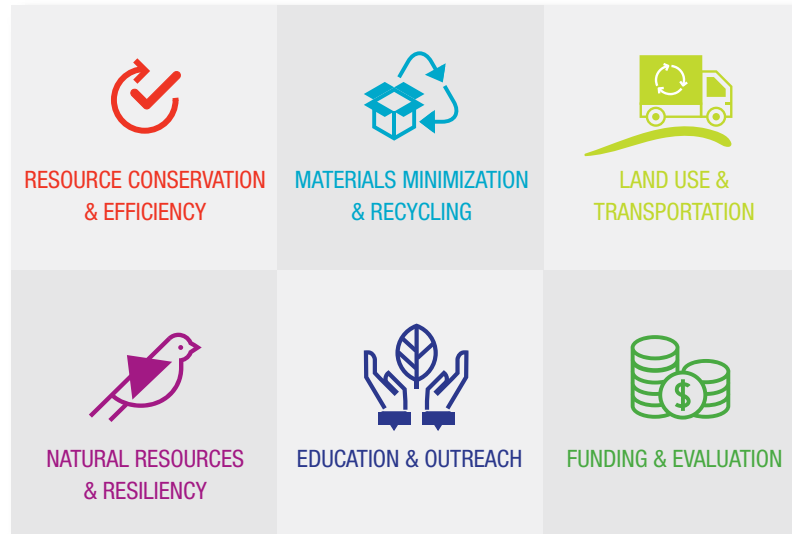 RESOURCE CONSERVATION
& EFFICIENCY
MATERIALS MINIMIZATION
& RECYCLING
LAND USE &
TRANSPORTATION
$
NATURAL RESOURCES
& RESILIENCY
EDUCATION & OUTREACH
FUNDING & EVALUATION